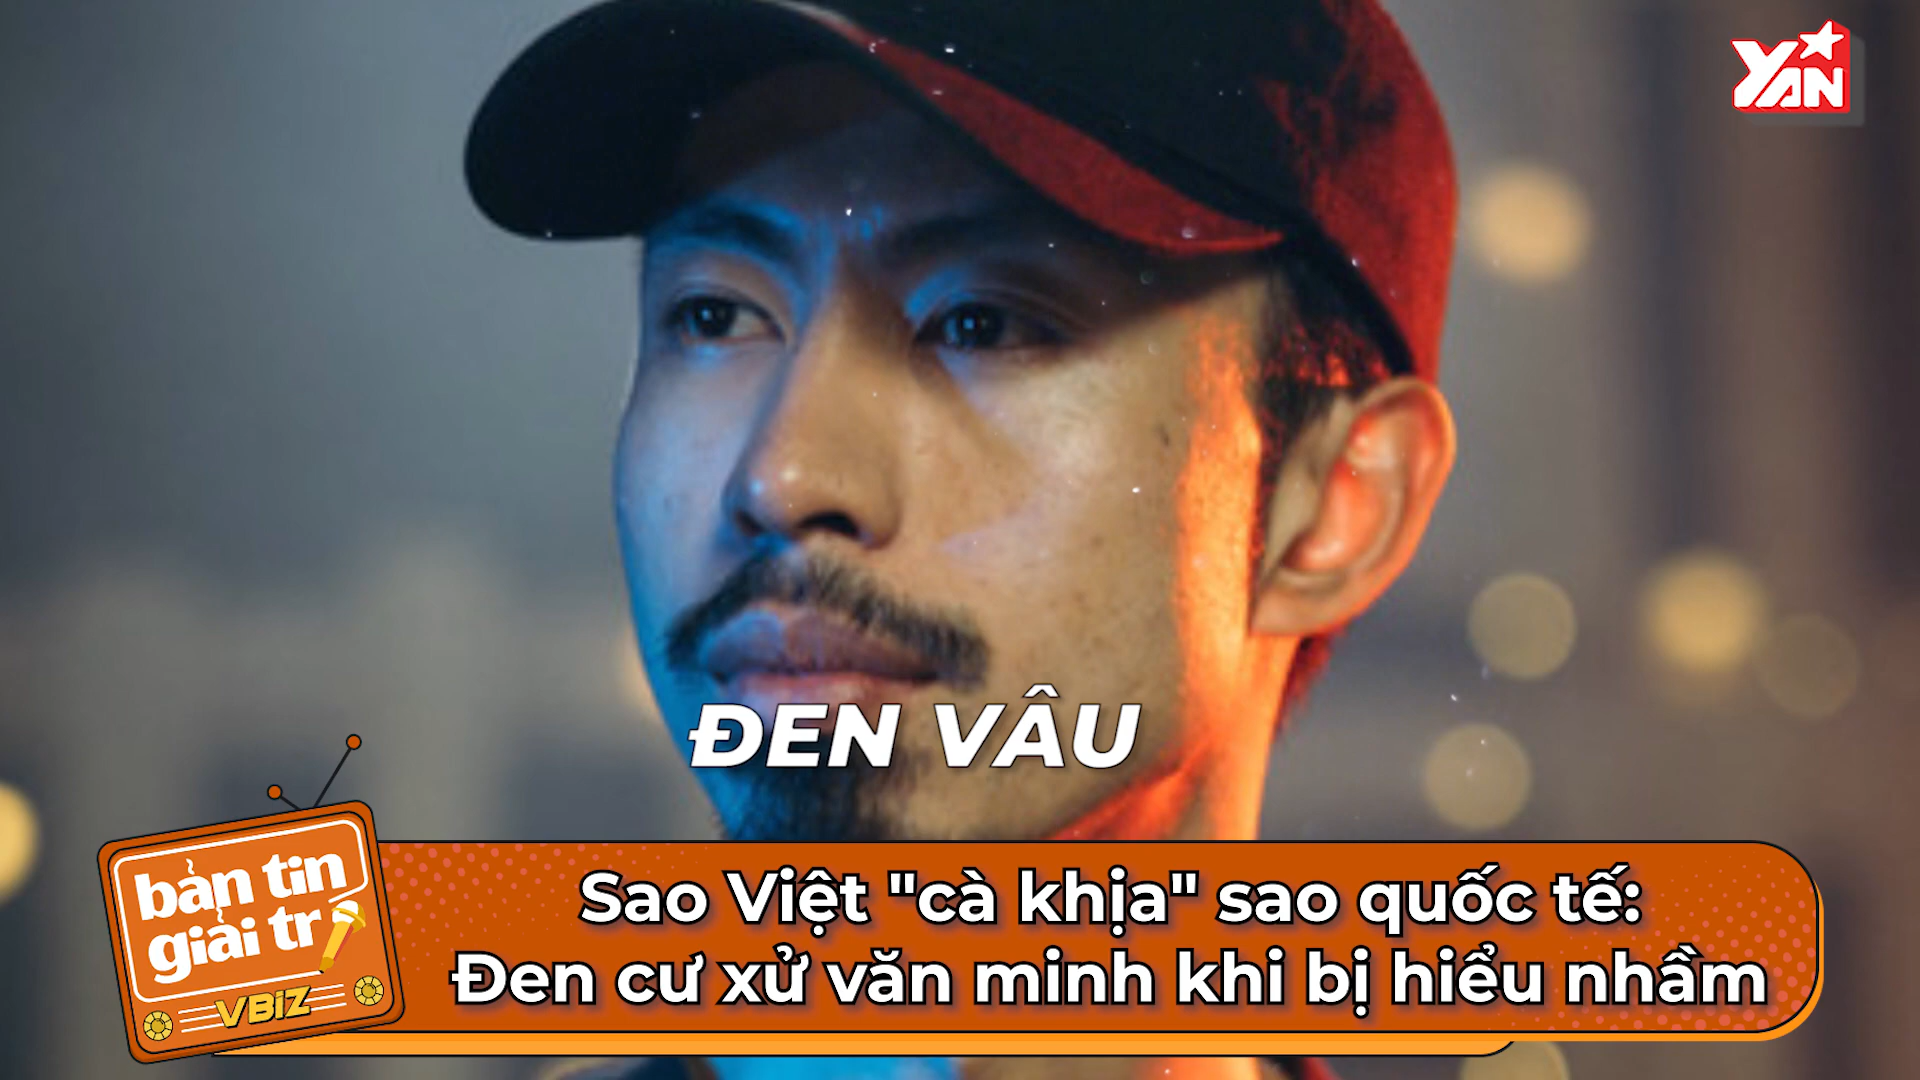 YAN
ĐEN VÂU
bản tin
giải trí
VBIZ
Sao Việt "cà khịa" sao quốc tế:
Đen cư xử văn minh khi bị hiểu nhầm